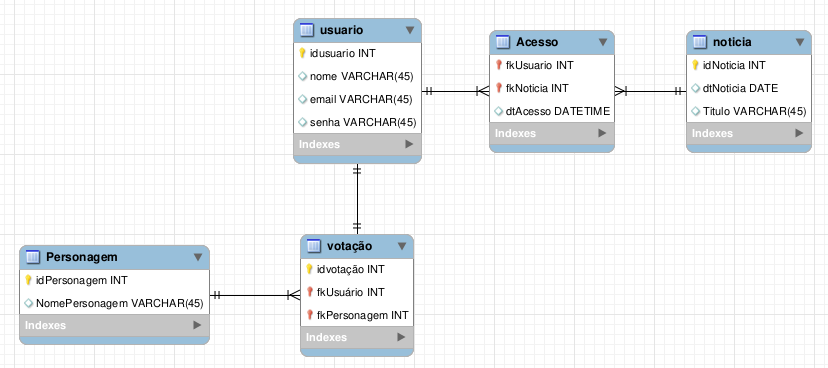 usuario
idusuario INT
nome VARCHAR(45)
email VARCHAR(45)
senha VARCHAR(45)
Indexes
Acesso
fkUsuario INT
fkNoticia INT
dtAcesso DATETIME
Indexes
noticia
idNoticia INT
dtNoticia DATE
Titulo VARCHAR(45)
Indexes
Personagem
idPersonagem INT
NomePersonagem VARCHAR(45)
Indexes
votação
idvotação INT
fkUsuário INT
fkPersonagem INT
Indexes